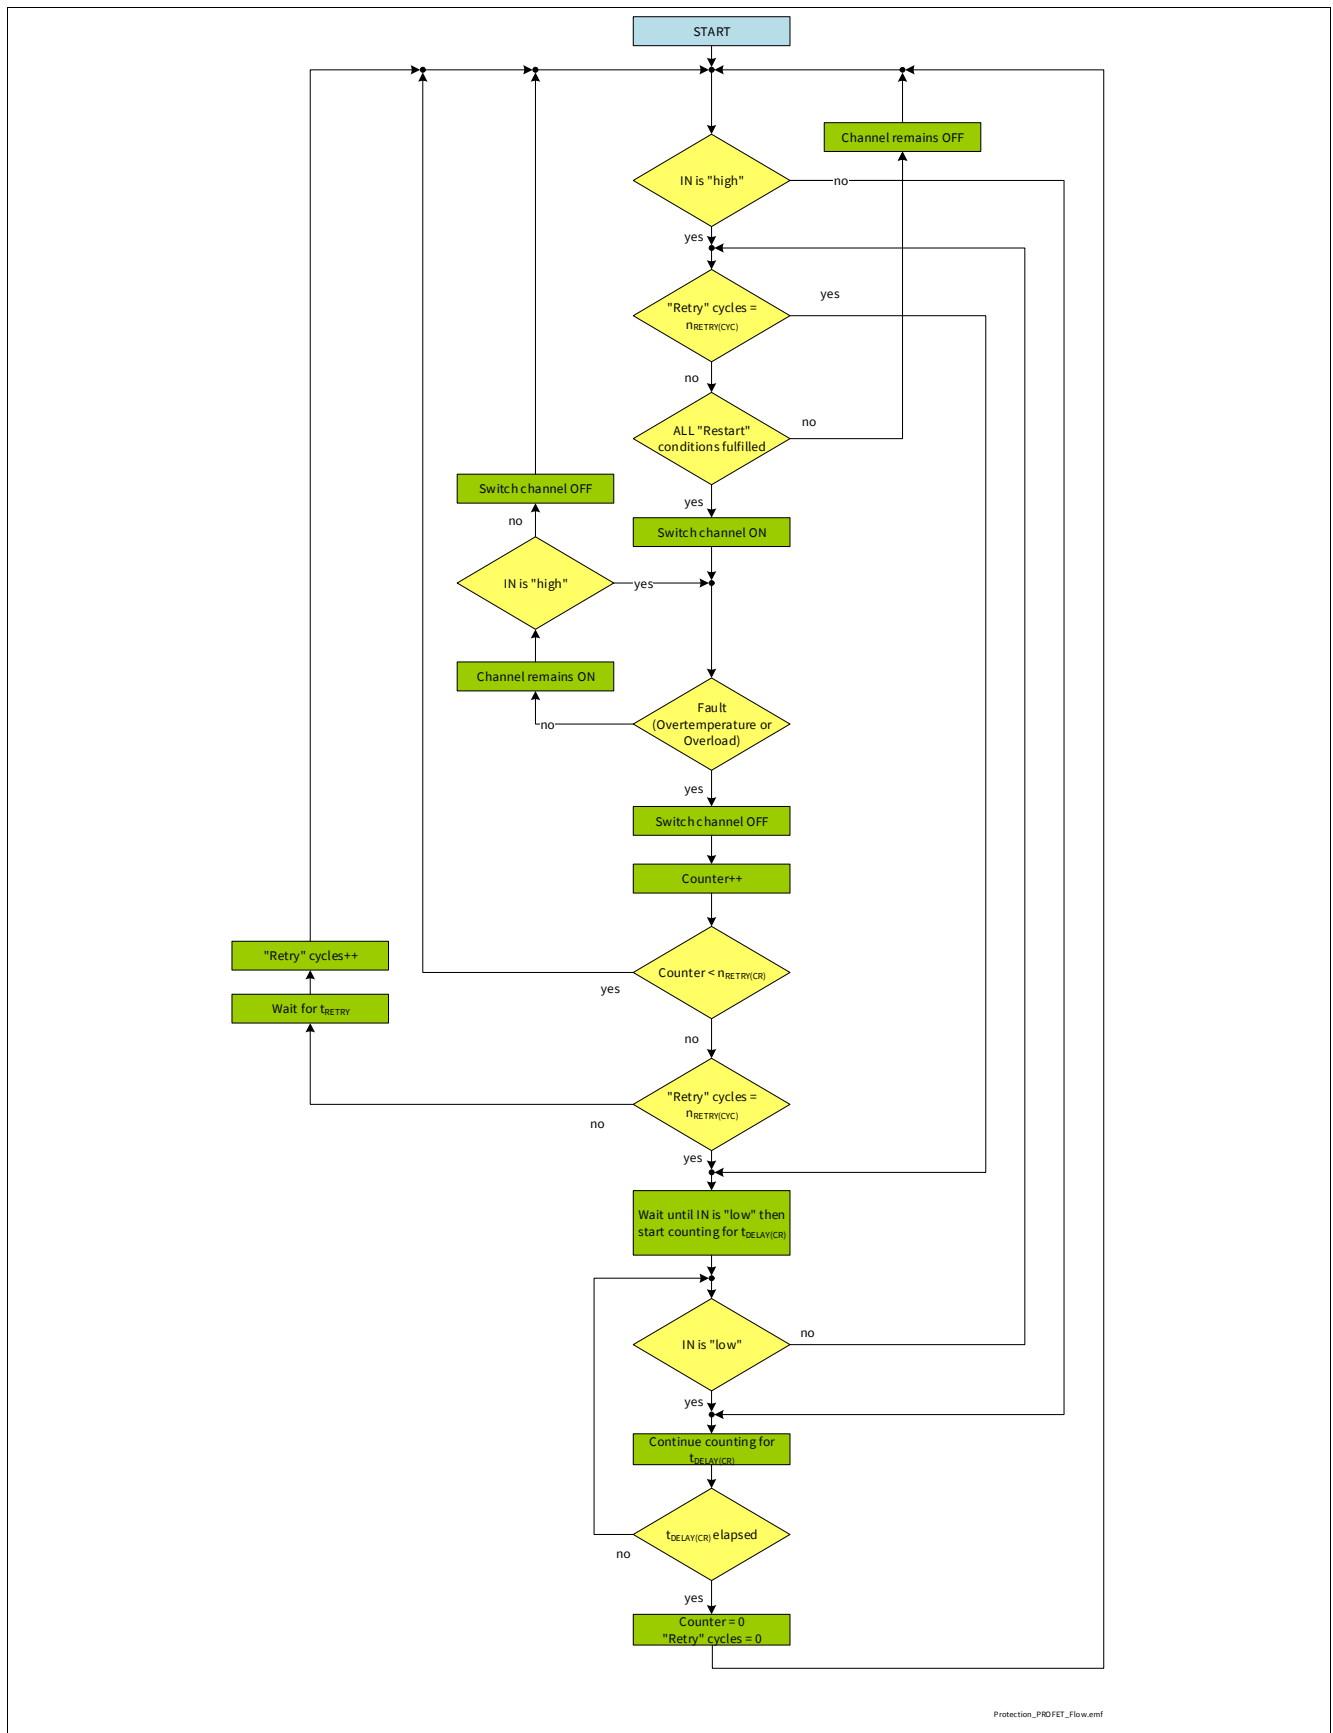 START
Channel remains OFF
IN is "high"
no
yes
"Retry" cycles =
nRETRY(CYC)
yes
no
ALL "Restart"
conditions fulfilled
no
yes
Switch channel OFF
no
Switch channel ON
IN is "high"
yes
Channel remains ON
Fault
(Overtemperature or
Overload)
no
yes
Switch channel OFF
Counter++
"Retry" cycles++
Counter < nRETRY(CR)
yes
Wait for tRETRY
no
"Retry" cycles =
nRETRY(CYC)
no
yes
Wait until IN is "low" then
start counting for tDELAY(CR)
IN is "low"
no
yes
Continue counting for
tDELAY(CR)
tDELAY(CR) elapsed
no
yes
Counter = 0
"Retry" cycles = 0
Protection_PROFET_Flow.emf